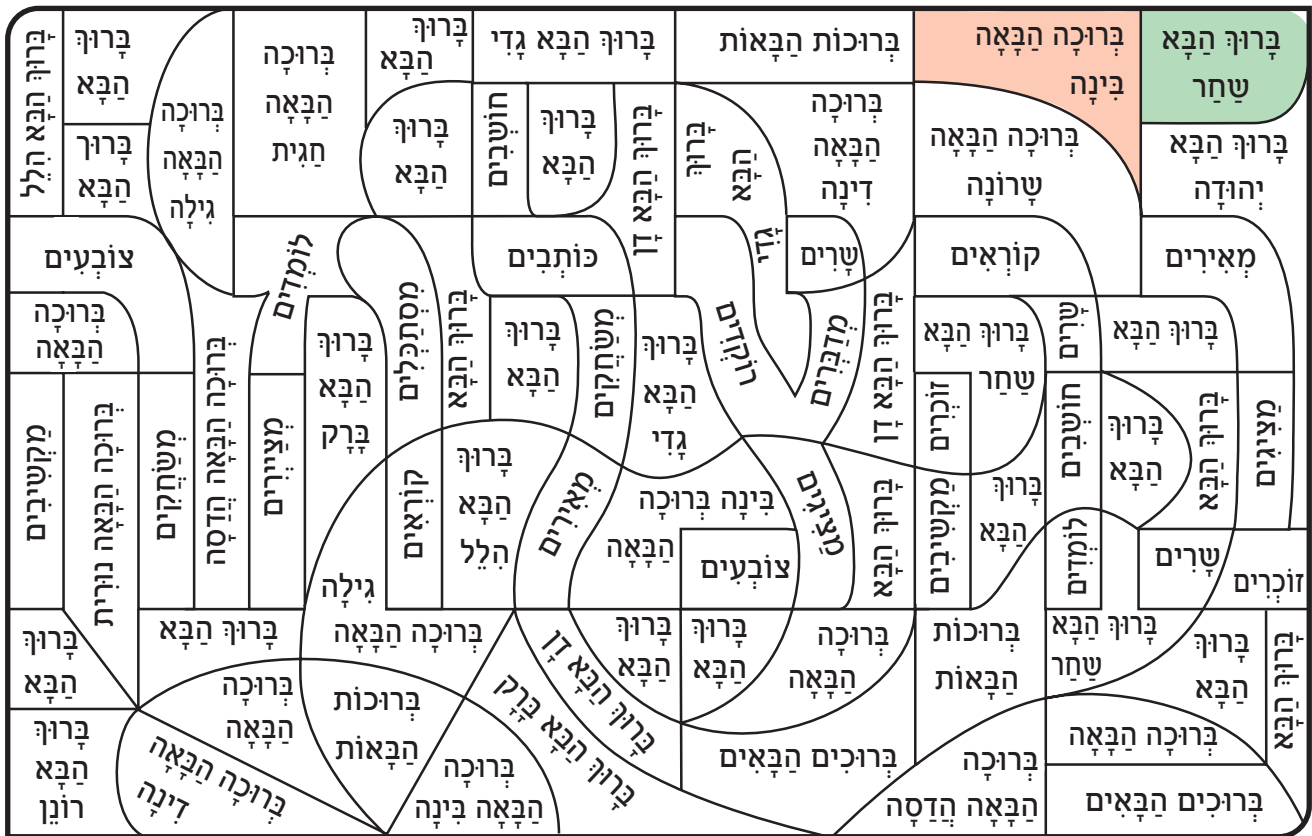 בָּרוּךְ הַבָּא שַׁחַר
בְּרוּכָה הַבָּאָה בִּינָה
בְּרוּכוֹת הַבָּאוֹת
בָּרוּךְ הַבָּא גָּדִי
בָּרוּךְ הַבָּא
בְּרוּכָה הַבָּאָה חַגִּית
בְּרוּכָה הַבָּאָה גִּילָה
בָּרוּךְ הַבָּא
בָּרוּךְ הַבָּא
בָּרוּךְ הַבָּא הִלֵּל
בָּרוּךְ הַבָּא יְהוּדָה
בְּרוּכָה הַבָּאָה שָׁרוֹנָה
בְּרוּכָה הַבָּאָה דִּינָה
בָּרוּךְ הַבָּא גָּדִי
בָּרוּךְ הַבָּא דָּן
בָּרוּךְ הַבָּא
חוֹשְׁבִים
בָּרוּךְ הַבָּא
מְאִירִים
קוֹרְאִים
שָׁרִים
כּוֹתְבִים
לוֹמְדִים
צוֹבְעִים
בָּרוּךְ הַבָּא
שָׁרִים
בָּרוּךְ הַבָּא שַׁחַר
בָּרוּךְ הַבָּא דָּן
מְדַבְּרִים
רוֹקְדִים
בָּרוּךְ הַבָּא גָּדִי
מְשַׂחֲקִים
בָּרוּךְ הַבָּא
בָּרוּךְ הַבָּא
מִסְתַּכְּלִים
בָּרוּךְ הַבָּא בָּרָק
בְּרוּכָה הַבָּאָה הֲדַסָּה
בְּרוּכָה הַבָּאָה
מַצִּיגִים
בָּרוּךְ הַבָּא
בָּרוּךְ הַבָּא
חוֹשְׁבִים
זוֹכְרִים
מְצַיְּרִים
מְשַׂחֲקִים
בְּרוּכָה הַבָּאָה נוּרִית
מַקְשִׁיבִים
בָּרוּךְ הַבָּא
מַקְשִׁיבִים
בָּרוּךְ הַבָּא
מַצִּיגִים
בִּינָה בְּרוּכָה הַבָּאָה
מְאִירִים
בָּרוּךְ הַבָּא הִלֵּל
קוֹרְאִים
גִּילָה
זוֹכְרִים
שָׁרִים
לוֹמְדִים
צוֹבְעִים
בָּרוּךְ הַבָּא
בָּרוּךְ הַבָּא
בָּרוּךְ הַבָּא שַׁחַר
בְּרוּכוֹת הַבָּאוֹת
בְּרוּכָה הַבָּאָה
בָּרוּךְ הַבָּא
בָּרוּךְ הַבָּא
בָּרוּךְ הַבָּא דָּן
בְּרוּכָה הַבָּאָה
בָּרוּךְ הַבָּא
בָּרוּךְ הַבָּא
בְּרוּכָה הַבָּאָה
בְּרוּכוֹת הַבָּאוֹת
בְּרוּכָה הַבָּאָה
בְּרוּכִים הַבָּאִים
בְּרוּכָה הַבָּאָה הֲדַסָּה
בְּרוּכִים הַבָּאִים
בָּרוּךְ הַבָּא בָּרָק
בְּרוּכָה הַבָּאָה בִּינָה
בְּרוּכָה הַבָּאָה דִּינָה
בָּרוּךְ הַבָּא רוֹנֵן